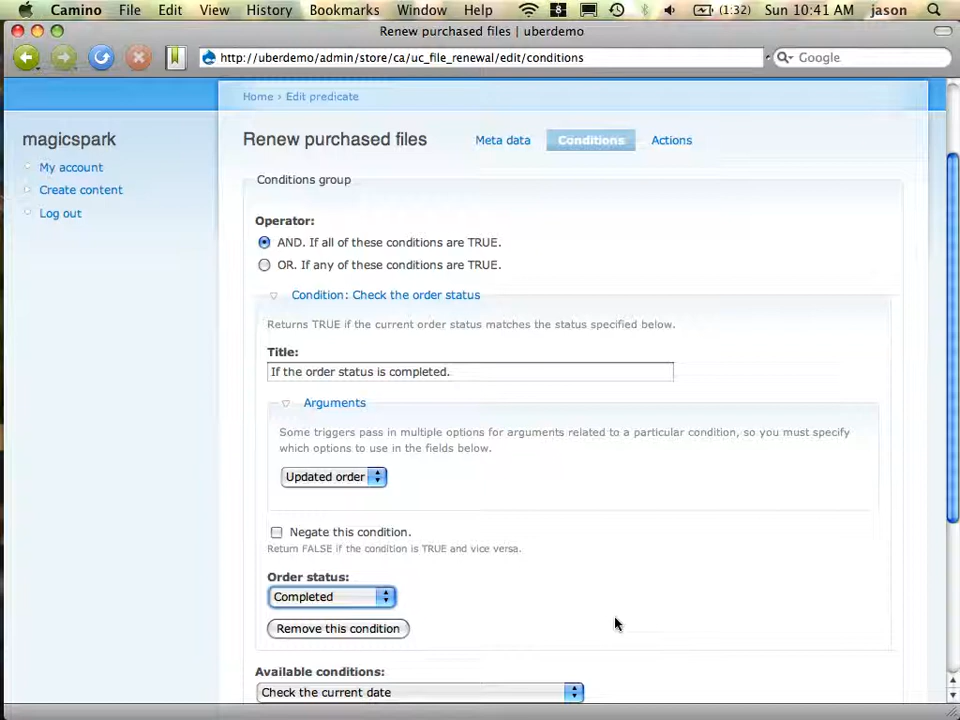 Camino File Edit View History Bookmarks Window Help (1:32) Sun 10:41 AM jason
Renew purchased files | uberdemo
http://uberdemo/admin/store/ca/uc_file_renewal/edit/conditions
Google
Home › Edit predicate
magicspark
My account
Create content
Log out
Renew purchased files
Meta data
Conditions
Actions
Conditions group
Operator:
AND. If all of these conditions are TRUE.
OR. If any of these conditions are TRUE.
Condition: Check the order status
Returns TRUE if the current order status matches the status specified below.
Title:
If the order status is completed.
Arguments
Some triggers pass in multiple options for arguments related to a particular condition, so you must specify
which options to use in the fields below.
Updated order
Negate this condition.
Return FALSE if the condition is TRUE and vice versa.
Order status:
Completed
Remove this condition
Available conditions:
Check the current date